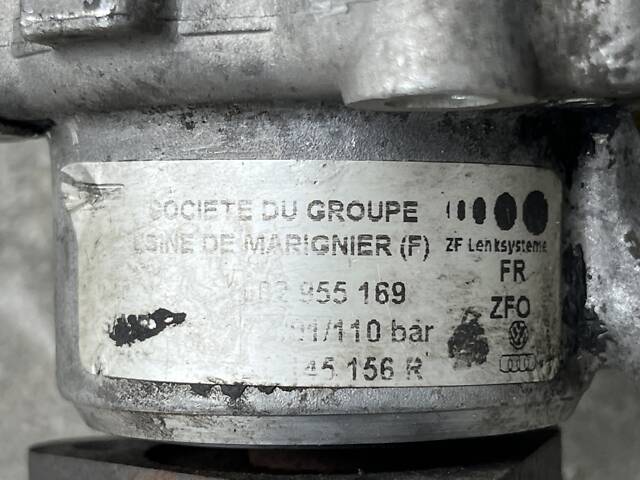 SOCIETE DU GROUPE
USINE DE MARIGNIER (F)
ZF Lenksysteme
FR
955 169
ZFO
/110 bar
45 156 R